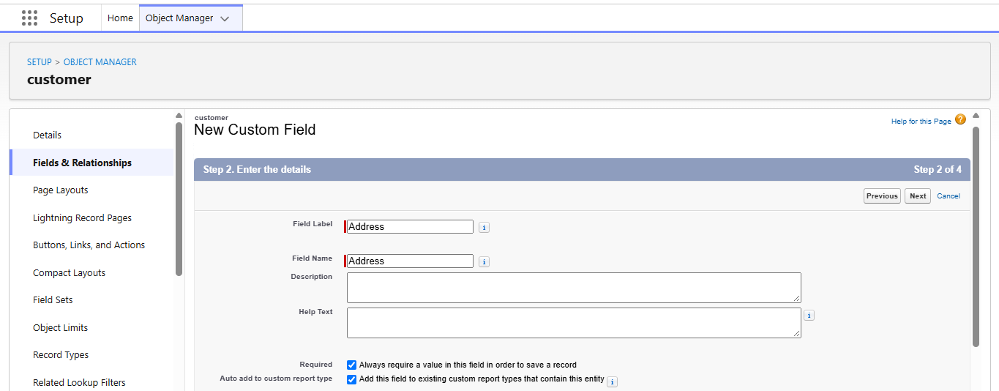 Setup Home Object Manager
SETUP > OBJECT MANAGER
customer
Details
Fields & Relationships
Page Layouts
Lightning Record Pages
Buttons, Links, and Actions
Compact Layouts
Field Sets
Object Limits
Record Types
Related Lookup Filters
customer
New Custom Field
Help for this Page ?
Step 2. Enter the details Step 2 of 4
Previous Next Cancel
Field Label Address i
Field Name Address i
Description
Help Text i
Required Always require a value in this field in order to save a record
Auto add to custom report type Add this field to existing custom report types that contain this entity i